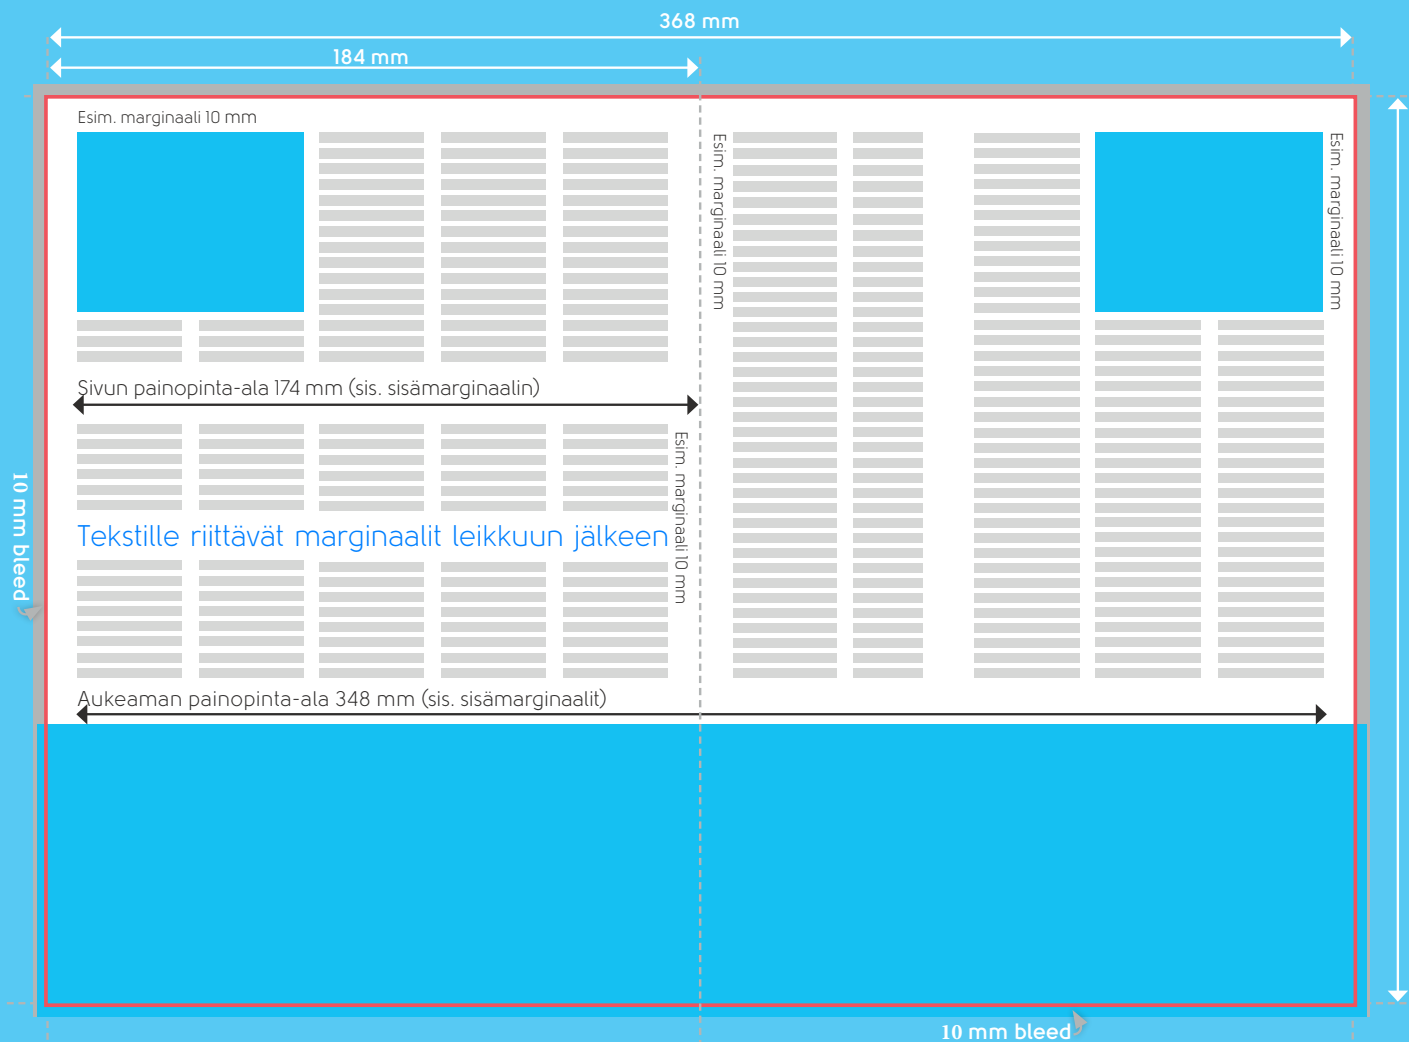 368 mm
184 mm
Esim. marginaali 10 mm
Esim. marginaali 10 mm
Esim. marginaali 10 mm
Sivun painopinta-ala 174 mm (sis. sisämarginaalin)
Esim. marginaali 10 mm
10 mm bleed
Tekstille riittävät marginaalit leikkuun jälkeen
Aukeaman painopinta-ala 348 mm (sis. sisämarginaalit)
10 mm bleed